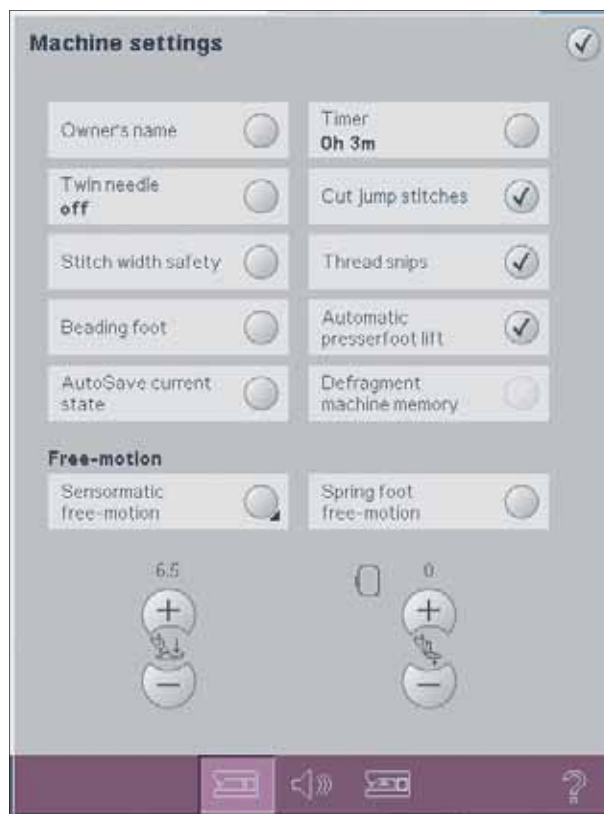 Machine settings
Owner's name
Timer
0h 3m
Twin needle
off
Cut jump stitches
Stitch width safety
Thread snips
Beading foot
Automatic
presserfoot lift
AutoSave current
state
Defragment
machine memory
Free-motion
Sensormatic
free-motion
Spring foot
free-motion
6.5
0
?